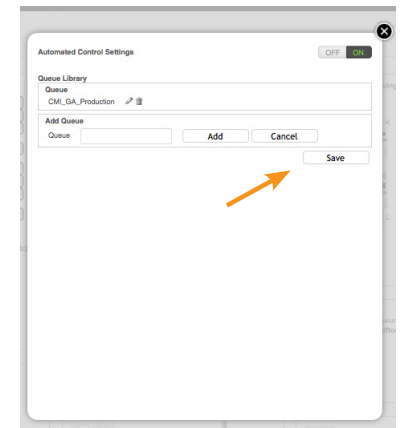 Automated Control Settings
OFF ON
Queue Library
Queue
CMI_GA_Production
Add Queue
Queue
Add
Cancel
Save